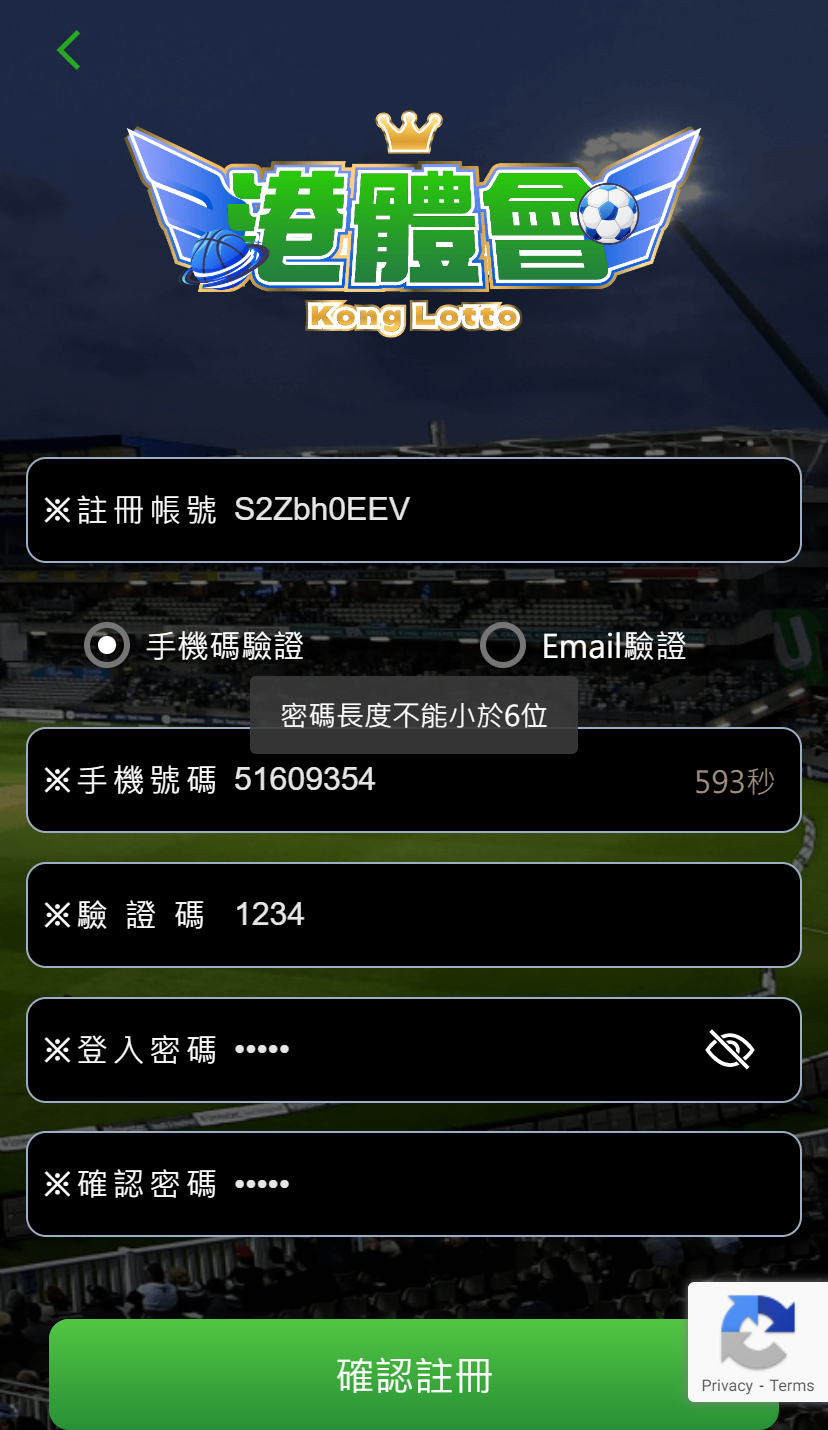 港體會
Kong Lotto
※註冊帳號 S2Zbh0EEV
手機碼驗證 Email驗證
密碼長度不能小於6位
※手機號碼 51609354 593秒
※驗證碼 1234
※登入密碼 •••••
※確認密碼 •••••
確認註冊
Privacy - Terms